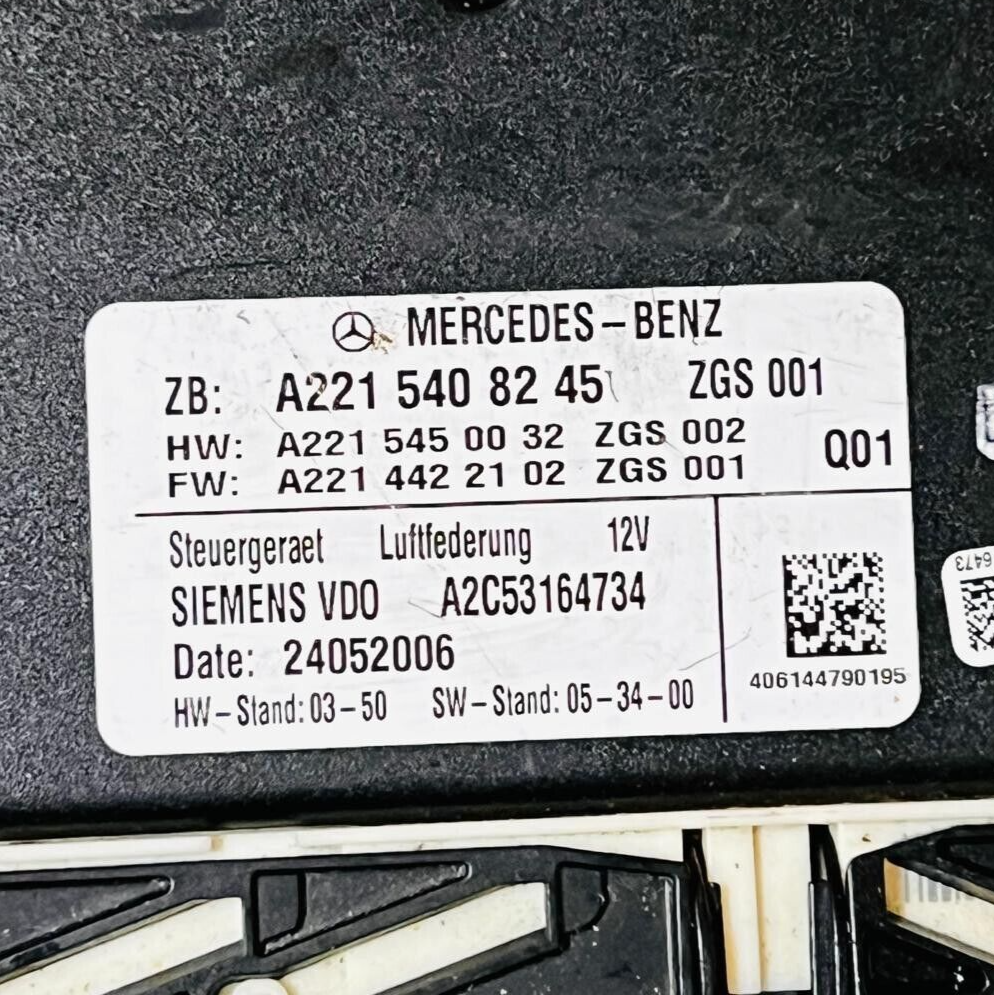 MERCEDES-BENZ
ZB: A221 540 82 45 ZGS 001
HW: A221 545 00 32 ZGS 002
FW: A221 442 21 02 ZGS 001
Q01
Steuergeraet Luftfederung 12V
SIEMENS VDO A2C53164734
Date: 24052006
HW-Stand: 03-50 SW-Stand: 05-34-00
406144790195
6473